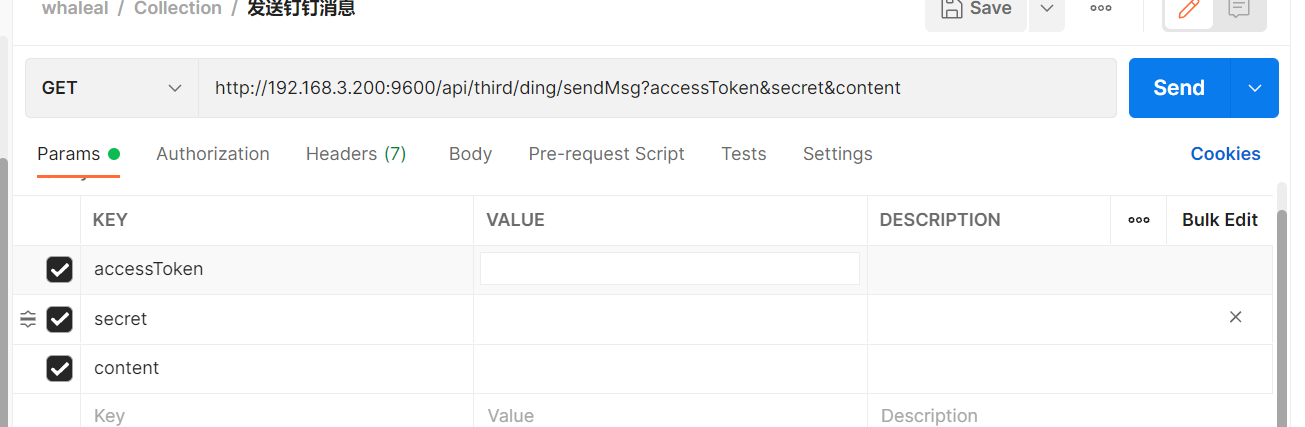 whaleal / Collection / 发送钉钉消息
Save
GET
http://192.168.3.200:9600/api/third/ding/sendMsg?accessToken&secret&content
Send
Params Authorization Headers (7) Body Pre-request Script Tests Settings Cookies
KEY VALUE DESCRIPTION Bulk Edit
accessToken
secret
content
Key Value Description